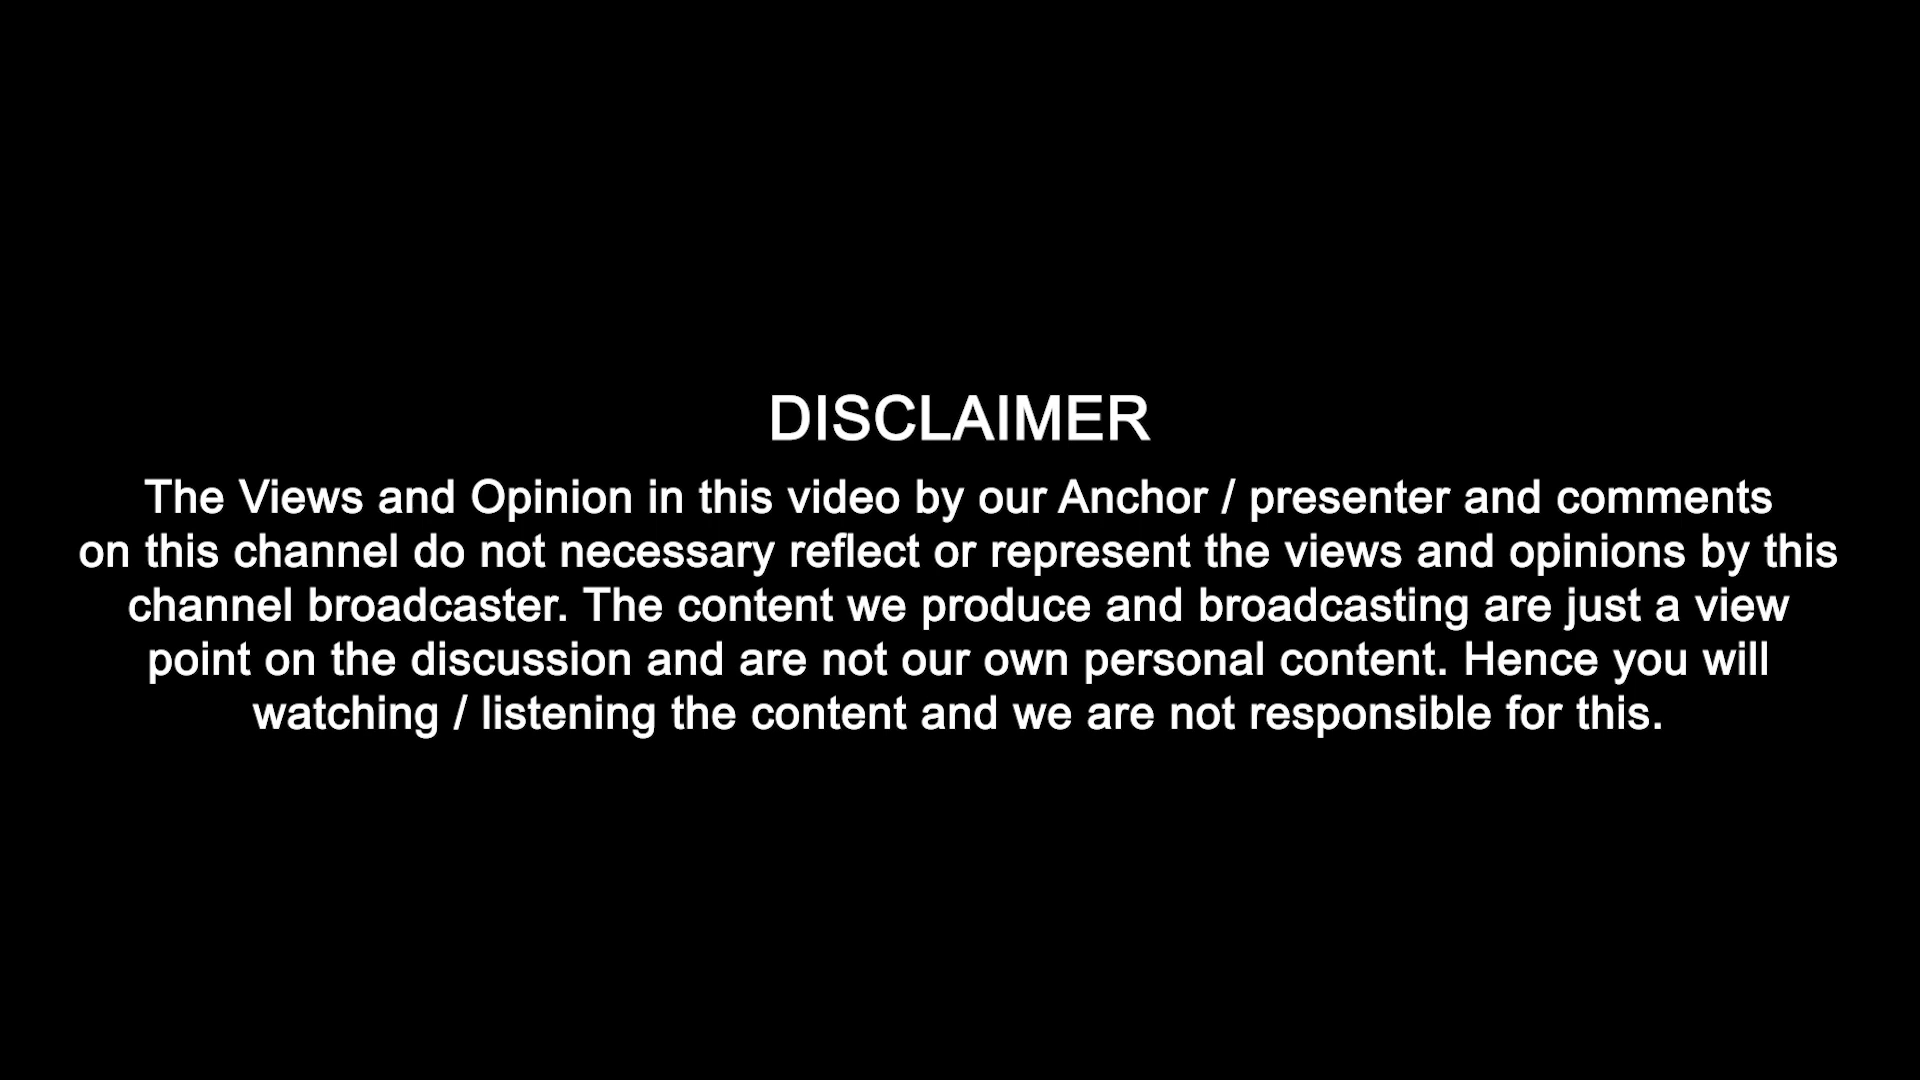 DISCLAIMER
The Views and Opinion in this video by our Anchor / presenter and comments
on this channel do not necessary reflect or represent the views and opinions by this
channel broadcaster. The content we produce and broadcasting are just a view
point on the discussion and are not our own personal content. Hence you will
watching / listening the content and we are not responsible for this.